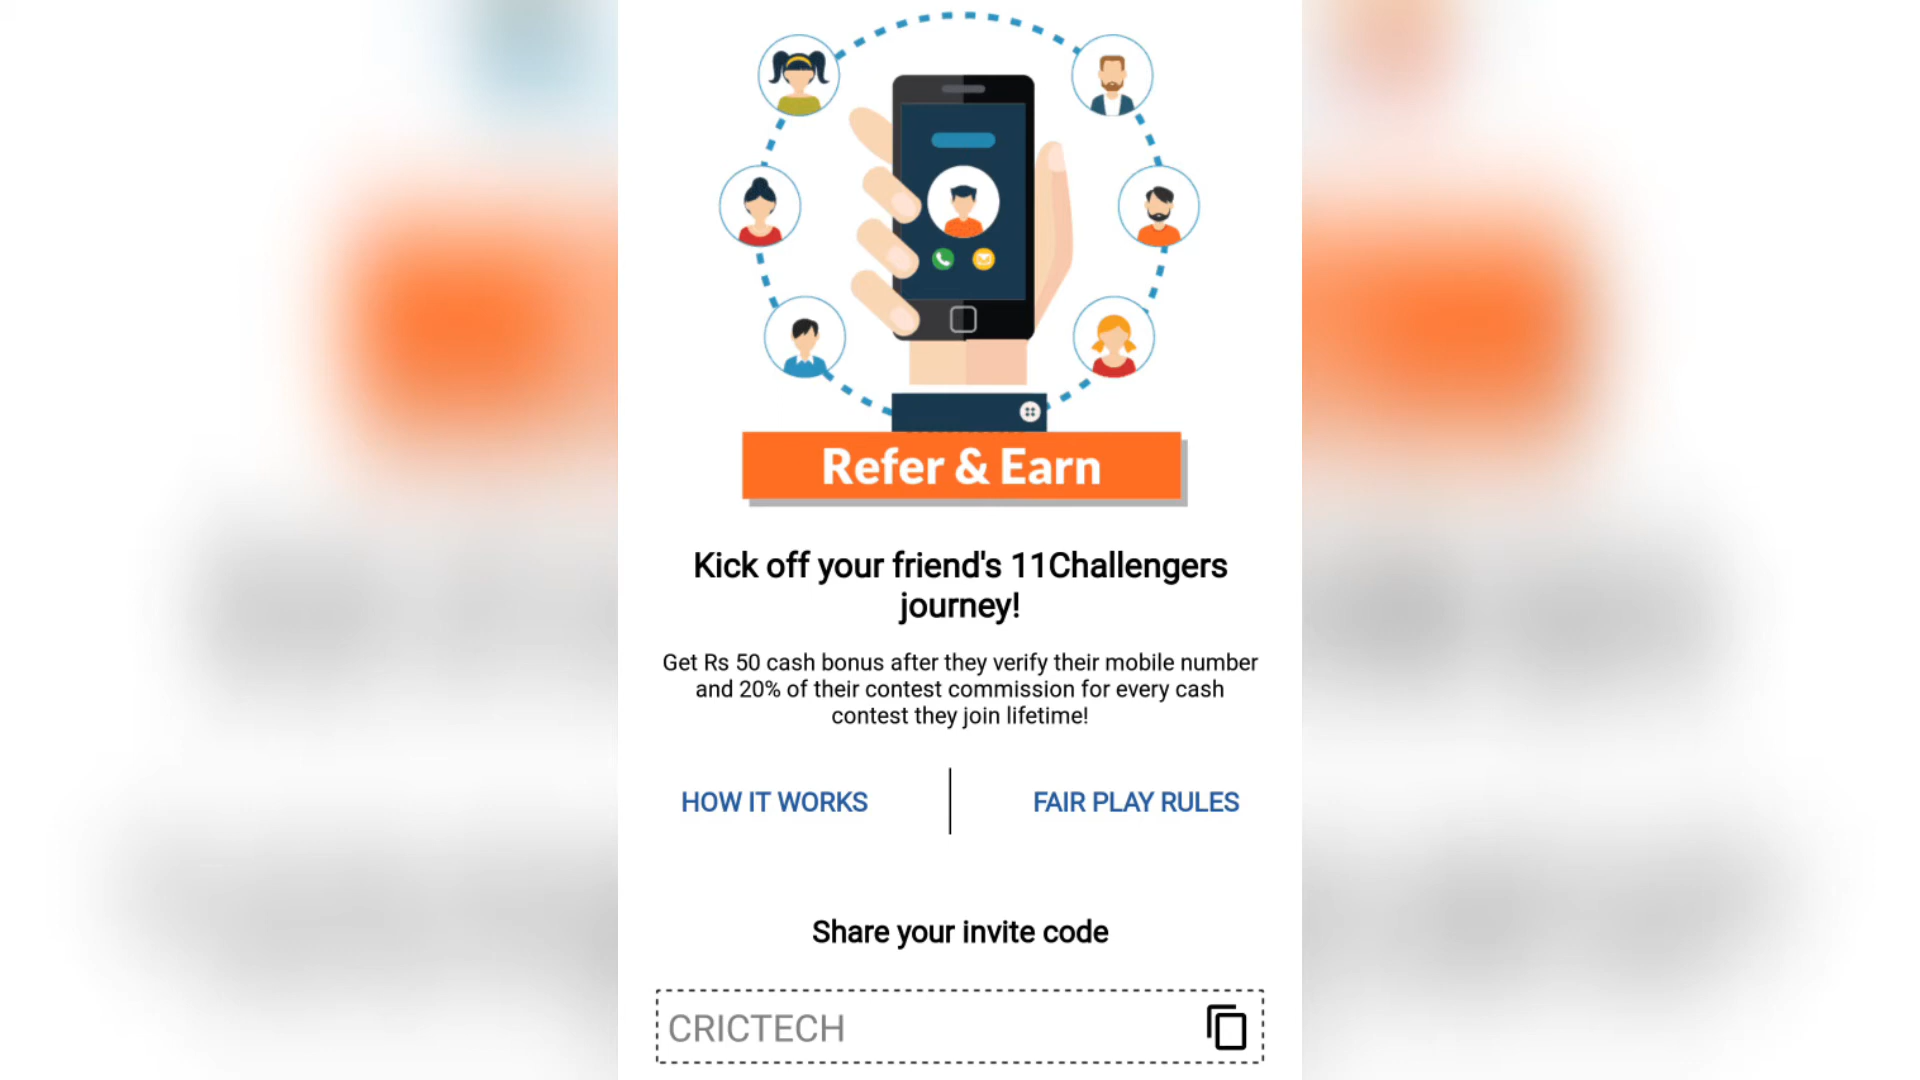 Refer & Earn
Kick off your friend's 11Challengers
journey!
Get Rs 50 cash bonus after they verify their mobile number
and 20% of their contest commission for every cash
contest they join lifetime!
HOW IT WORKS
FAIR PLAY RULES
Share your invite code
CRICTECH